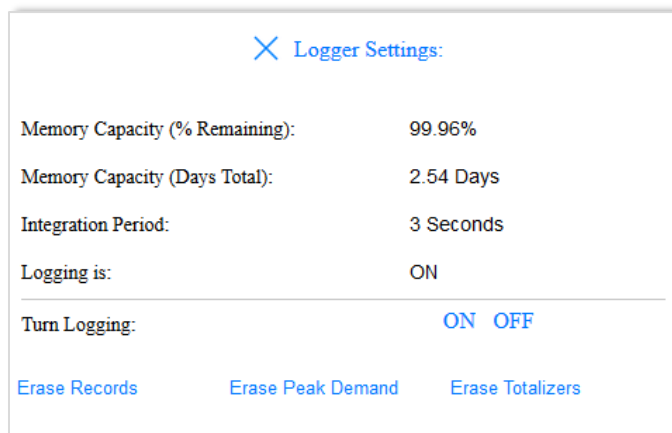 Logger Settings:
Memory Capacity (% Remaining): 99.96%
Memory Capacity (Days Total): 2.54 Days
Integration Period: 3 Seconds
Logging is: ON
Turn Logging: ON OFF
Erase Records Erase Peak Demand Erase Totalizers